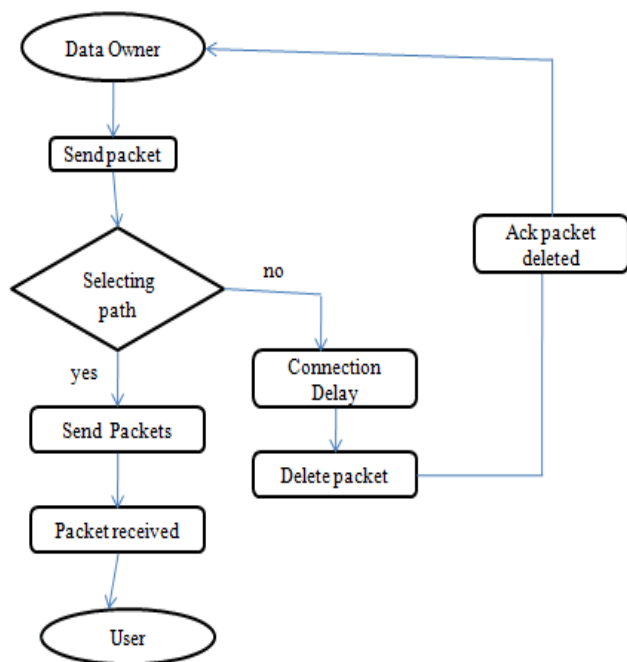 Data Owner
Send packet
Selecting
path
no
yes
Connection
Delay
Ack packet
deleted
Send Packets
Delete packet
Packet received
User